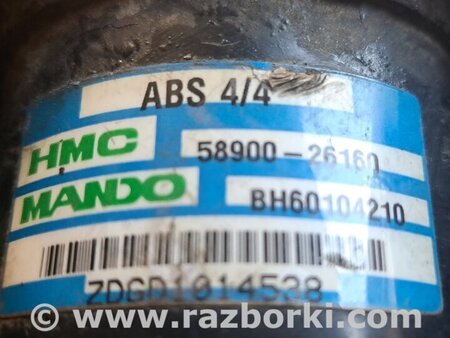 ABS 4/4
HMC 58900-26160
MANDO BH60104210
ZDGD1014528
© www.razborki.com